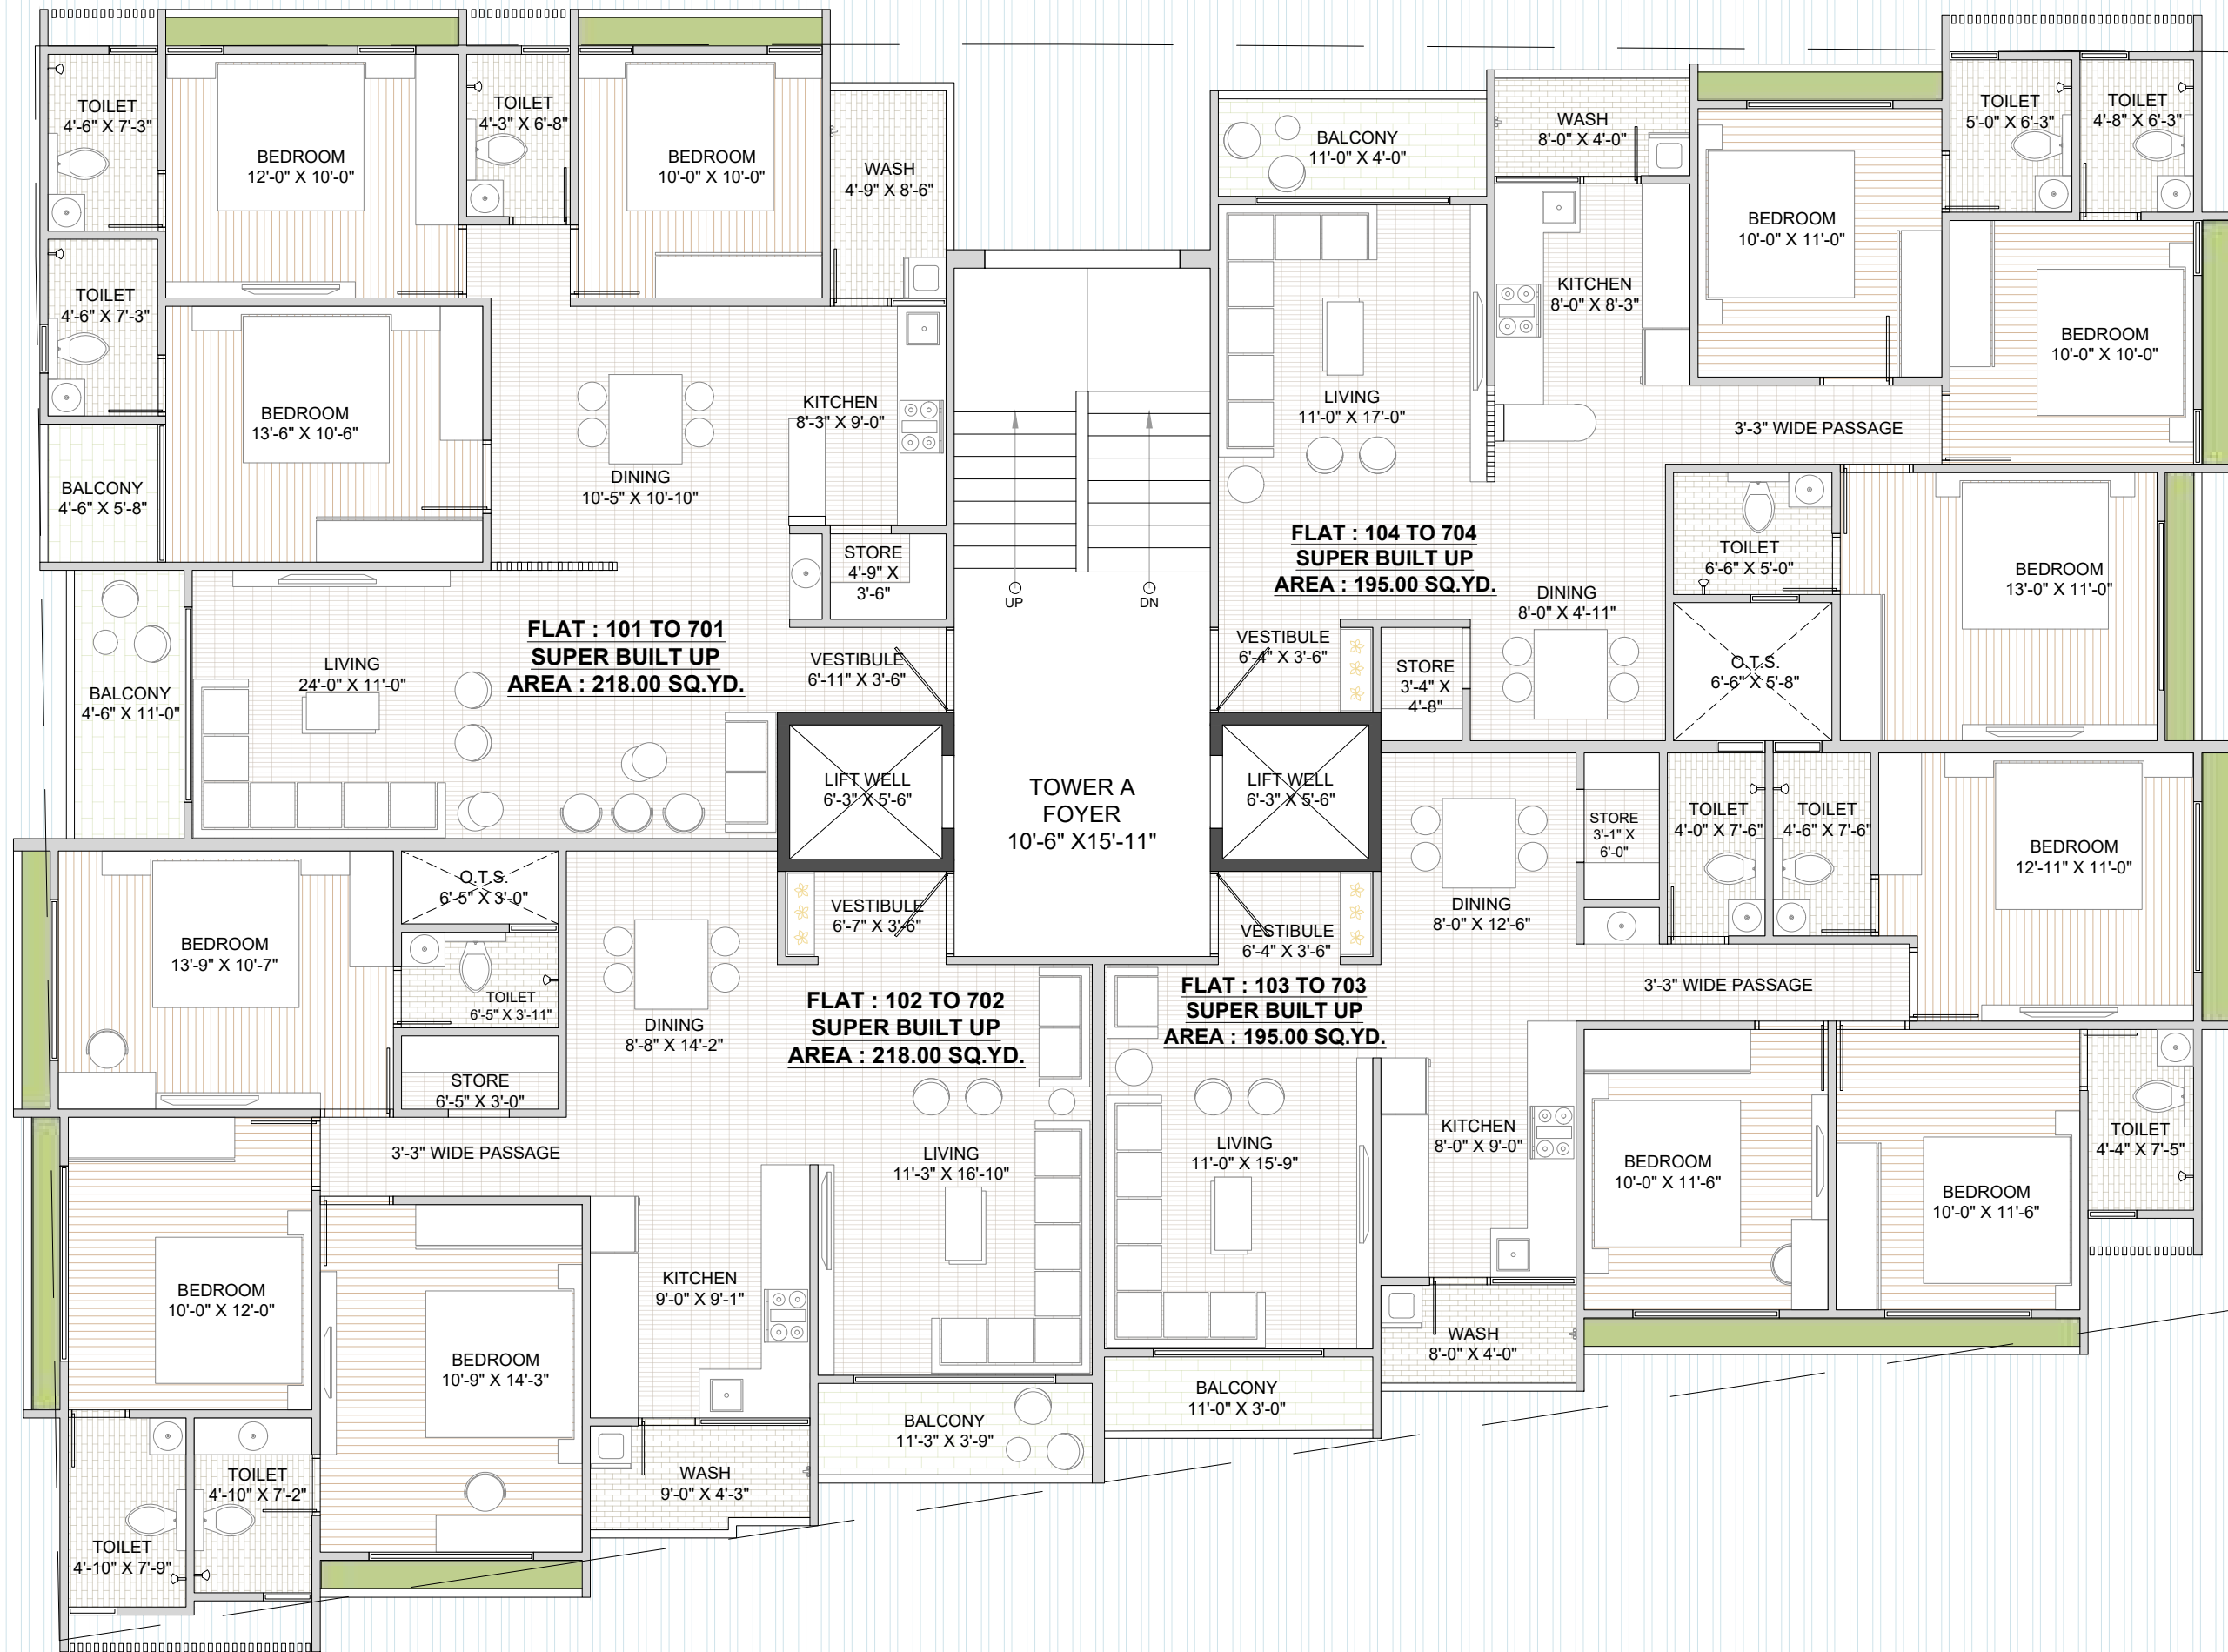 TOILET
4'-6" X 7'-3"
BEDROOM
12'-0" X 10'-0"
TOILET
4'-3" X 6'-8"
BEDROOM
10'-0" X 10'-0"
WASH
4'-9" X 8'-6"
TOILET
4'-6" X 7'-3"
BEDROOM
13'-6" X 10'-6"
BALCONY
4'-6" X 5'-8"
DINING
10'-5" X 10'-10"
KITCHEN
8'-3" X 9'-0"
STORE
4'-9" X
3'-6"
FLAT : 101 TO 701
SUPER BUILT UP
AREA : 218.00 SQ.YD.
VESTIBULE
6'-11" X 3'-6"
LIVING
24'-0" X 11'-0"
BALCONY
4'-6" X 11'-0"
LIFT WELL
6'-3" X 5'-6"
UP
DN
TOWER A
FOYER
10'-6" X15'-11"
LIFT WELL
6'-3" X 5'-6"
BALCONY
11'-0" X 4'-0"
WASH
8'-0" X 4'-0"
BEDROOM
10'-0" X 11'-0"
TOILET
5'-0" X 6'-3"
TOILET
4'-8" X 6'-3"
KITCHEN
8'-0" X 8'-3"
BEDROOM
10'-0" X 10'-0"
LIVING
11'-0" X 17'-0"
3'-3" WIDE PASSAGE
FLAT : 104 TO 704
SUPER BUILT UP
AREA : 195.00 SQ.YD.
TOILET
6'-6" X 5'-0"
BEDROOM
13'-0" X 11'-0"
DINING
8'-0" X 4'-11"
VESTIBULE
6'-4" X 3'-6"
STORE
3'-4" X
4'-8"
O.T.S.
6'-6" X 5'-8"
O.T.S.
6'-5" X 3'-0"
BEDROOM
13'-9" X 10'-7"
TOILET
6'-5" X 3'-11"
STORE
6'-5" X 3'-0"
DINING
8'-8" X 14'-2"
VESTIBULE
6'-7" X 3'-6"
FLAT : 102 TO 702
SUPER BUILT UP
AREA : 218.00 SQ.YD.
3'-3" WIDE PASSAGE
LIVING
11'-3" X 16'-10"
BEDROOM
10'-0" X 12'-0"
BEDROOM
10'-9" X 14'-3"
KITCHEN
9'-0" X 9'-1"
BALCONY
11'-3" X 3'-9"
WASH
9'-0" X 4'-3"
TOILET
4'-10" X 7'-2"
TOILET
4'-10" X 7'-9"
STORE
3'-1" X
6'-0"
TOILET
4'-0" X 7'-6"
TOILET
4'-6" X 7'-6"
BEDROOM
12'-11" X 11'-0"
DINING
8'-0" X 12'-6"
VESTIBULE
6'-4" X 3'-6"
3'-3" WIDE PASSAGE
FLAT : 103 TO 703
SUPER BUILT UP
AREA : 195.00 SQ.YD.
LIVING
11'-0" X 15'-9"
KITCHEN
8'-0" X 9'-0"
BEDROOM
10'-0" X 11'-6"
BEDROOM
10'-0" X 11'-6"
TOILET
4'-4" X 7'-5"
WASH
8'-0" X 4'-0"
BALCONY
11'-0" X 3'-0"